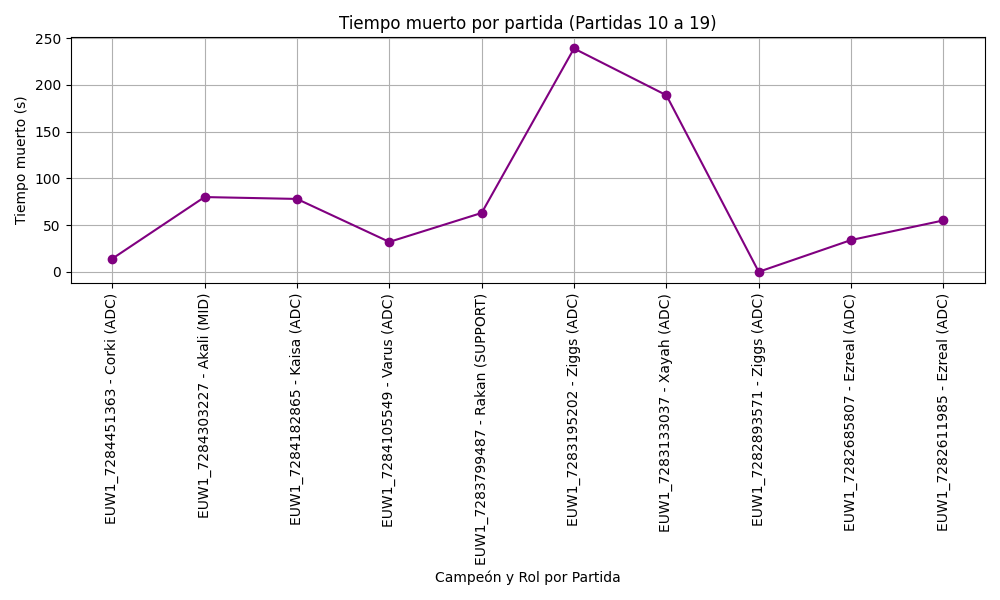 Tiempo muerto por partida (Partidas 10 a 19)
Tiempo muerto (s)
250
200
150
100
50
0
EUW1_7284451363 - Corki (ADC)
EUW1_7284303227 - Akali (MID)
EUW1_7284182865 - Kaisa (ADC)
EUW1_7284105549 - Varus (ADC)
EUW1_7283799487 - Rakan (SUPPORT)
EUW1_7283195202 - Ziggs (ADC)
EUW1_7283133037 - Xayah (ADC)
EUW1_7282893571 - Ziggs (ADC)
EUW1_7282685807 - Ezreal (ADC)
EUW1_7282611985 - Ezreal (ADC)
Campeón y Rol por Partida